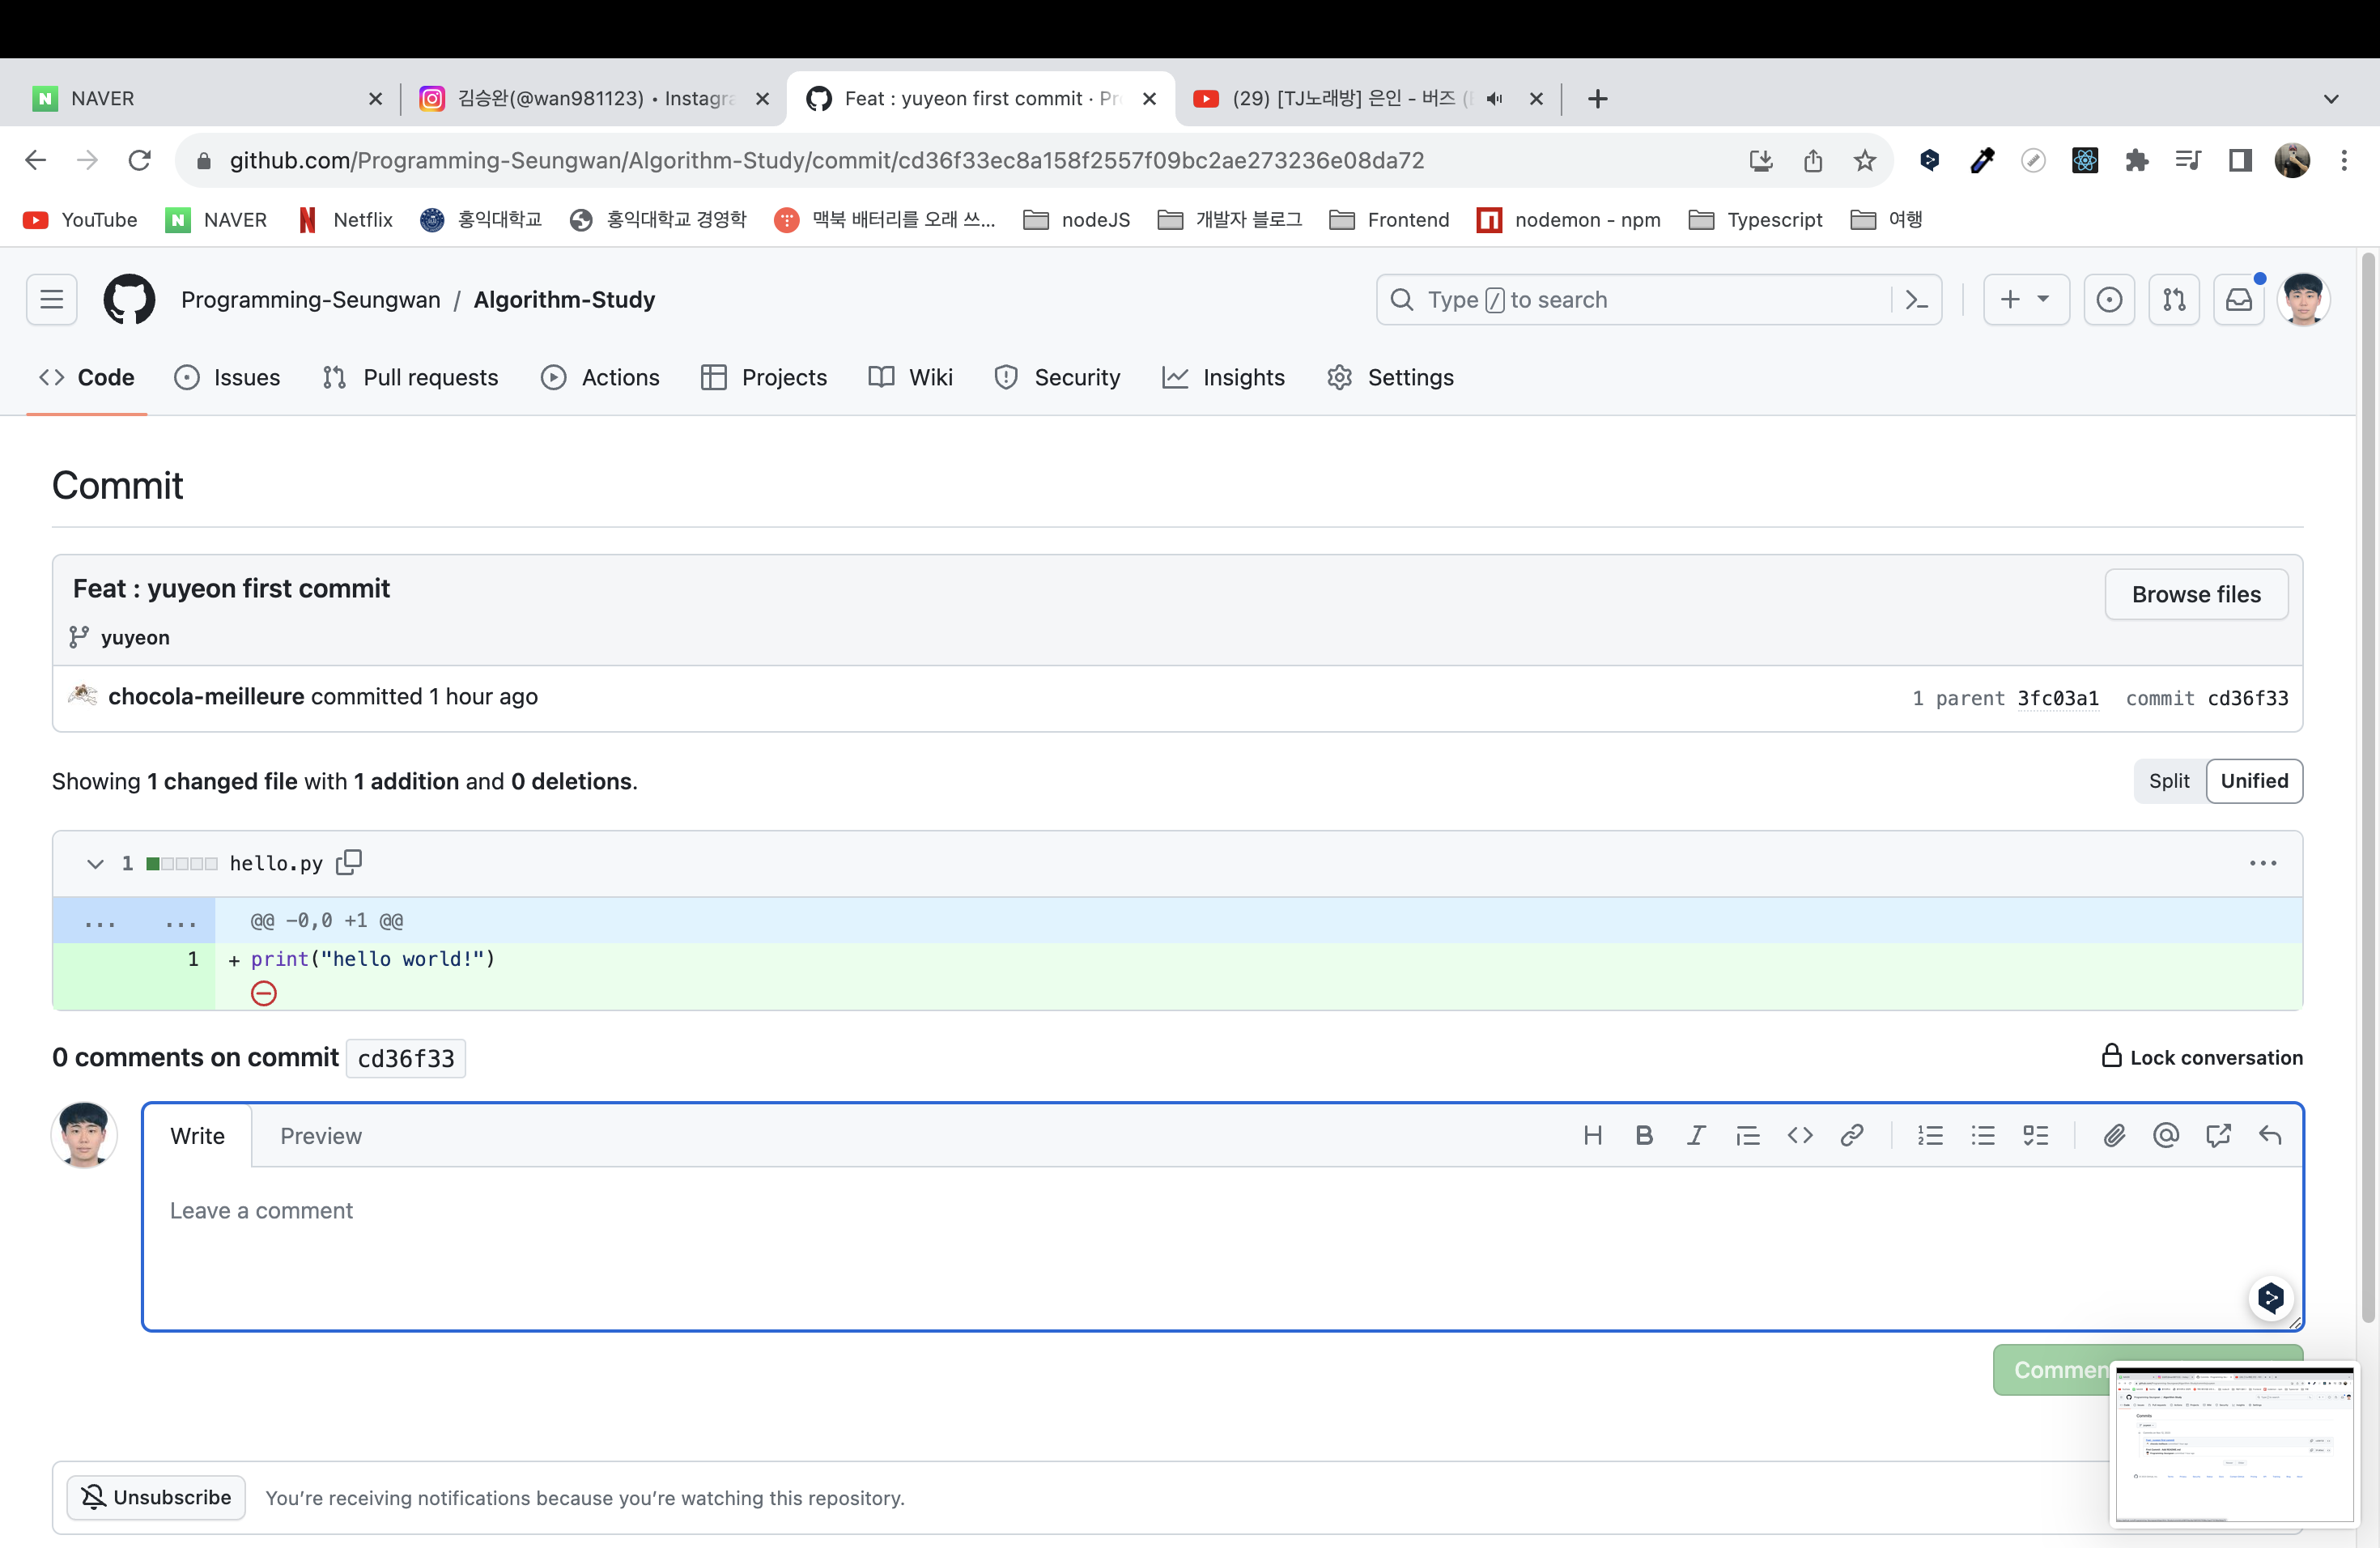 NAVER
김승완(@wan981123) • Instagra
Feat : yuyeon first commit · Pr
(29) [TJ노래방] 은인 - 버즈 (
github.com/Programming-Seungwan/Algorithm-Study/commit/cd36f33ec8a158f2557f09bc2ae273236e08da72
YouTube NAVER Netflix 홍익대학교 홍익대학교 경영학 맥북 배터리를 오래 쓰... nodeJS 개발자 블로그 Frontend nodemon - npm Typescript 여행
Programming-Seungwan / Algorithm-Study
Type / to search
Code Issues Pull requests Actions Projects Wiki Security Insights Settings
Commit
Feat : yuyeon first commit
Browse files
yuyeon
chocola-meilleure committed 1 hour ago
1 parent 3fc03a1 commit cd36f33
Showing 1 changed file with 1 addition and 0 deletions.
Split Unified
1 hello.py
... ... @@ -0,0 +1 @@
1 + print("hello world!")
0 comments on commit cd36f33
Lock conversation
Write Preview
Leave a comment
Commen
Unsubscribe You're receiving notifications because you're watching this repository.